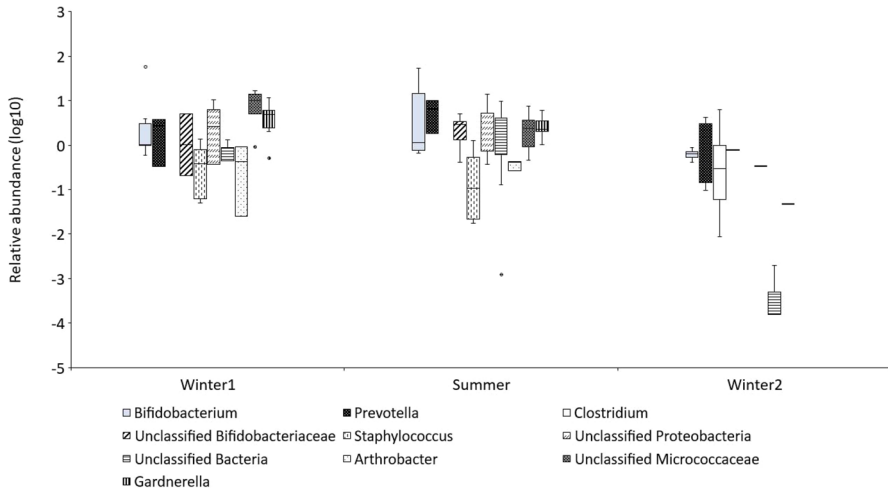 3
2
1
0
-1
-2
-3
-4
-5
Relative abundance (log10)
Winter1 Summer Winter2
Bifidobacterium Prevotella Clostridium
Unclassified Bifidobacteriaceae Staphylococcus Unclassified Proteobacteria
Unclassified Bacteria Arthrobacter Unclassified Micrococcaceae
Gardnerella